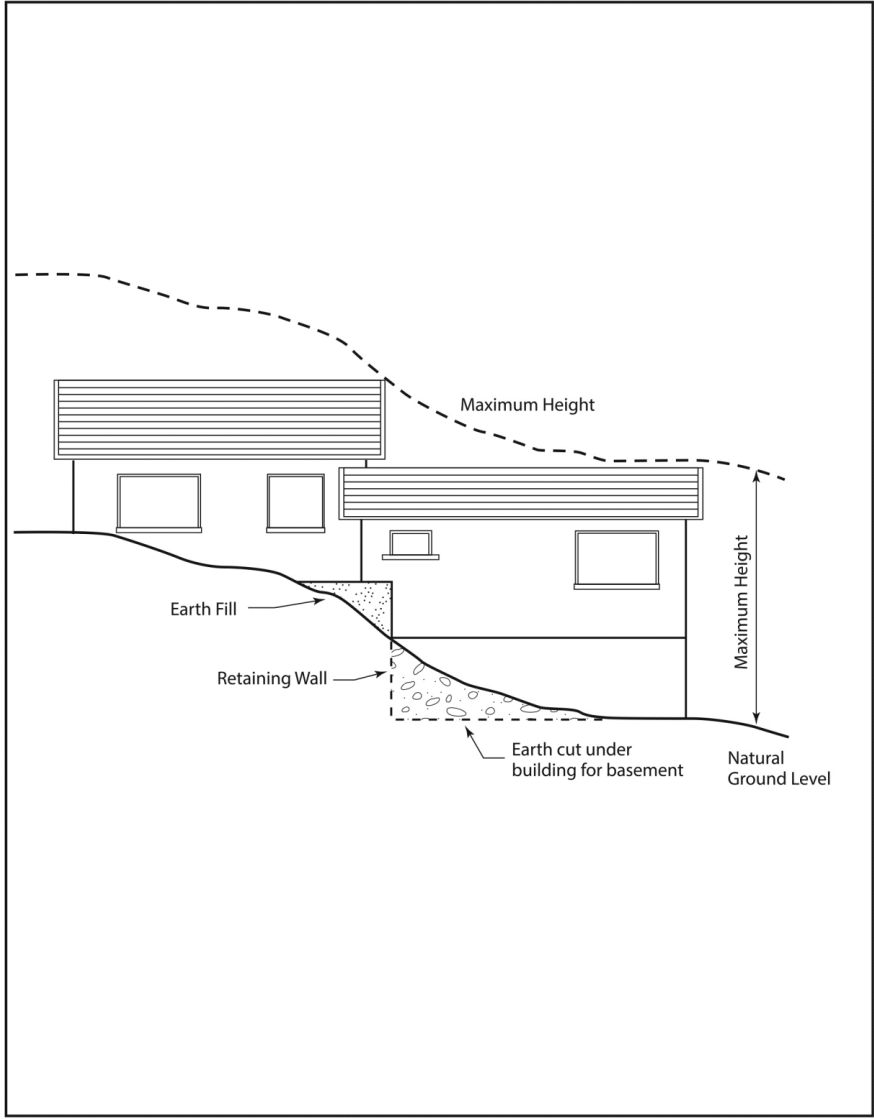 Maximum Height
Maximum Height
Earth Fill
Retaining Wall
Earth cut under
building for basement
Natural
Ground Level